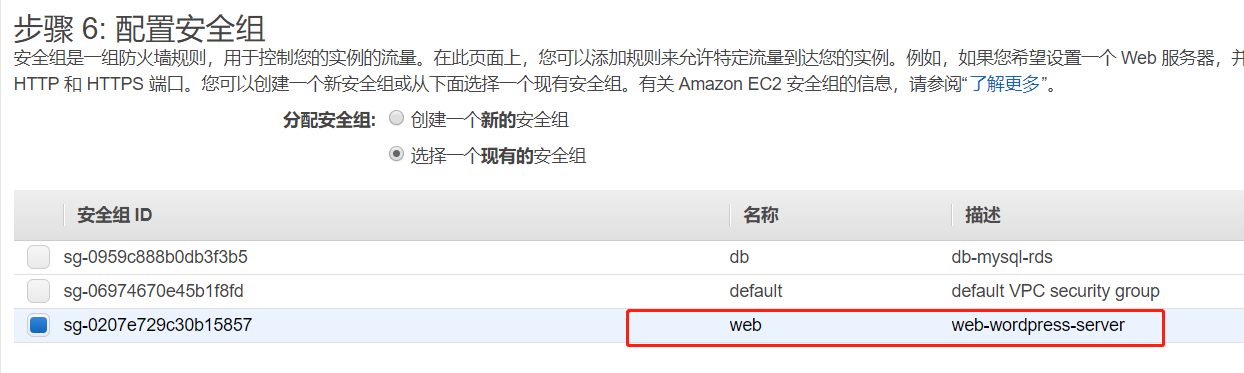 步骤 6: 配置安全组
安全组是一组防火墙规则，用于控制您的实例的流量。在此页面上，您可以添加规则来允许特定流量到达您的实例。例如，如果您希望设置一个 Web 服务器，并
HTTP 和 HTTPS 端口。您可以创建一个新安全组或从下面选择一个现有安全组。有关 Amazon EC2 安全组的信息，请参阅“了解更多”。
分配安全组: 创建一个新的安全组
选择一个现有的安全组
安全组 ID 名称 描述
sg-0959c888b0db3f3b5 db db-mysql-rds
sg-06974670e45b1f8fd default default VPC security group
sg-0207e729c30b15857 web web-wordpress-server